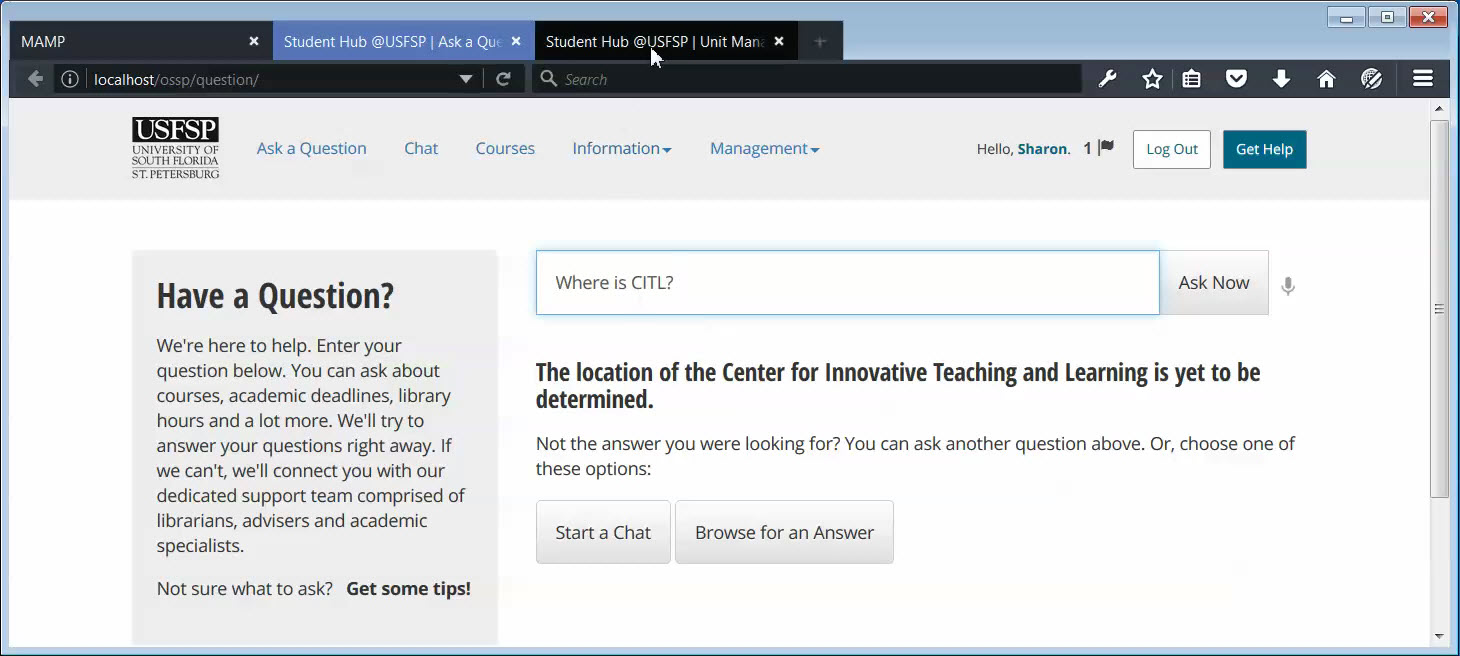 MAMP
Student Hub @USFSP | Ask a Que
Student Hub @USFSP | Unit Mana
localhost/ossp/question/
Search
USFSP
UNIVERSITY OF
SOUTH FLORIDA
ST. PETERSBURG
Ask a Question
Chat
Courses
Information
Management
Hello, Sharon. 1
Log Out
Get Help
Have a Question?
We're here to help. Enter your
question below. You can ask about
courses, academic deadlines, library
hours and a lot more. We'll try to
answer your questions right away. If
we can't, we'll connect you with our
dedicated support team comprised of
librarians, advisers and academic
specialists.
Not sure what to ask? Get some tips!
Where is CITL?
Ask Now
The location of the Center for Innovative Teaching and Learning is yet to be
determined.
Not the answer you were looking for? You can ask another question above. Or, choose one of
these options:
Start a Chat
Browse for an Answer